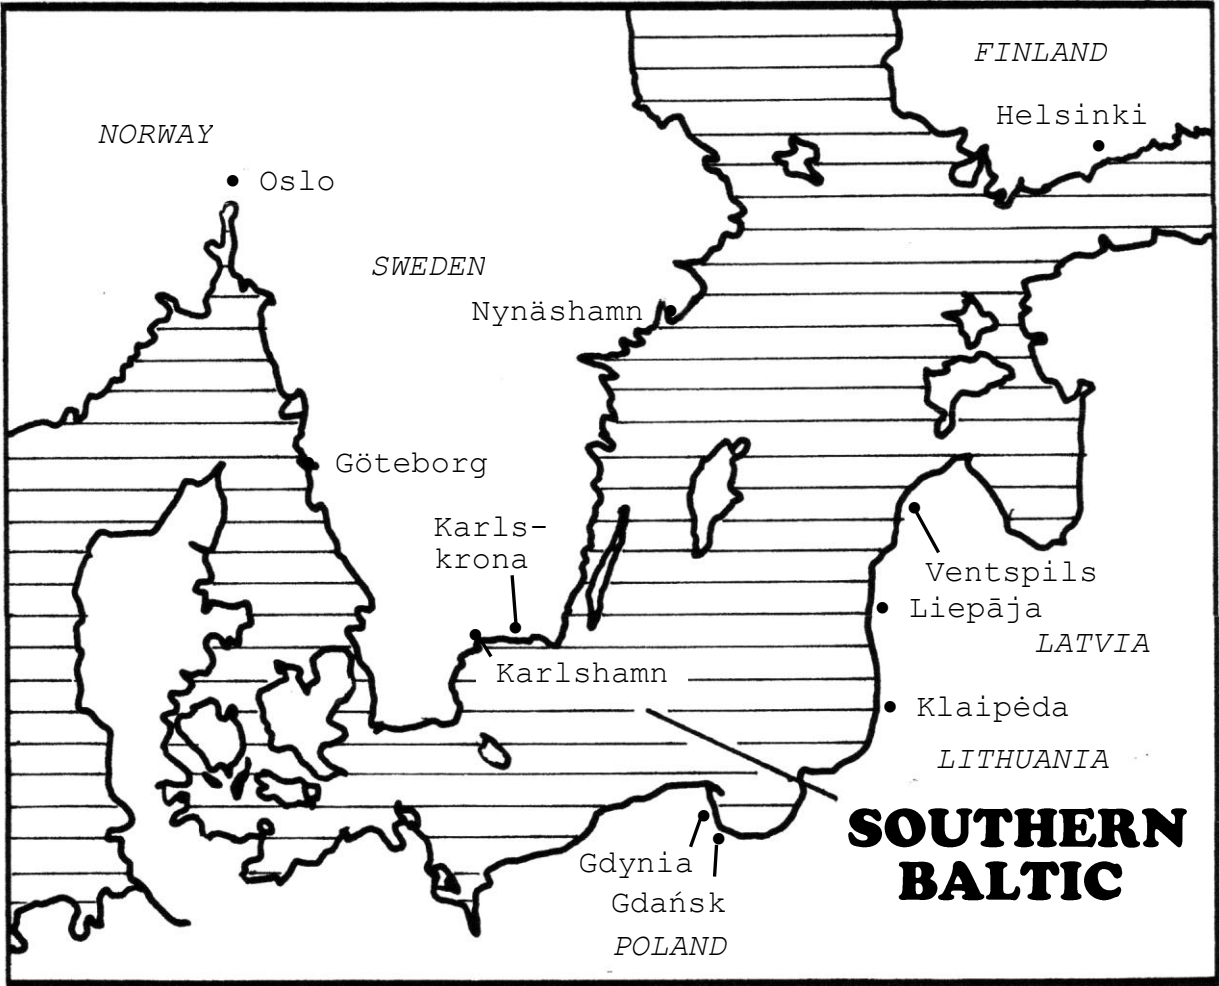 FINLAND
Helsinki
NORWAY
Oslo
SWEDEN
Nynäshamn
Göteborg
Karls-
krona
Ventspils
Liepāja
LATVIA
Karlshamn
Klaipėda
LITHUANIA
SOUTHERN
BALTIC
Gdynia
Gdańsk
POLAND